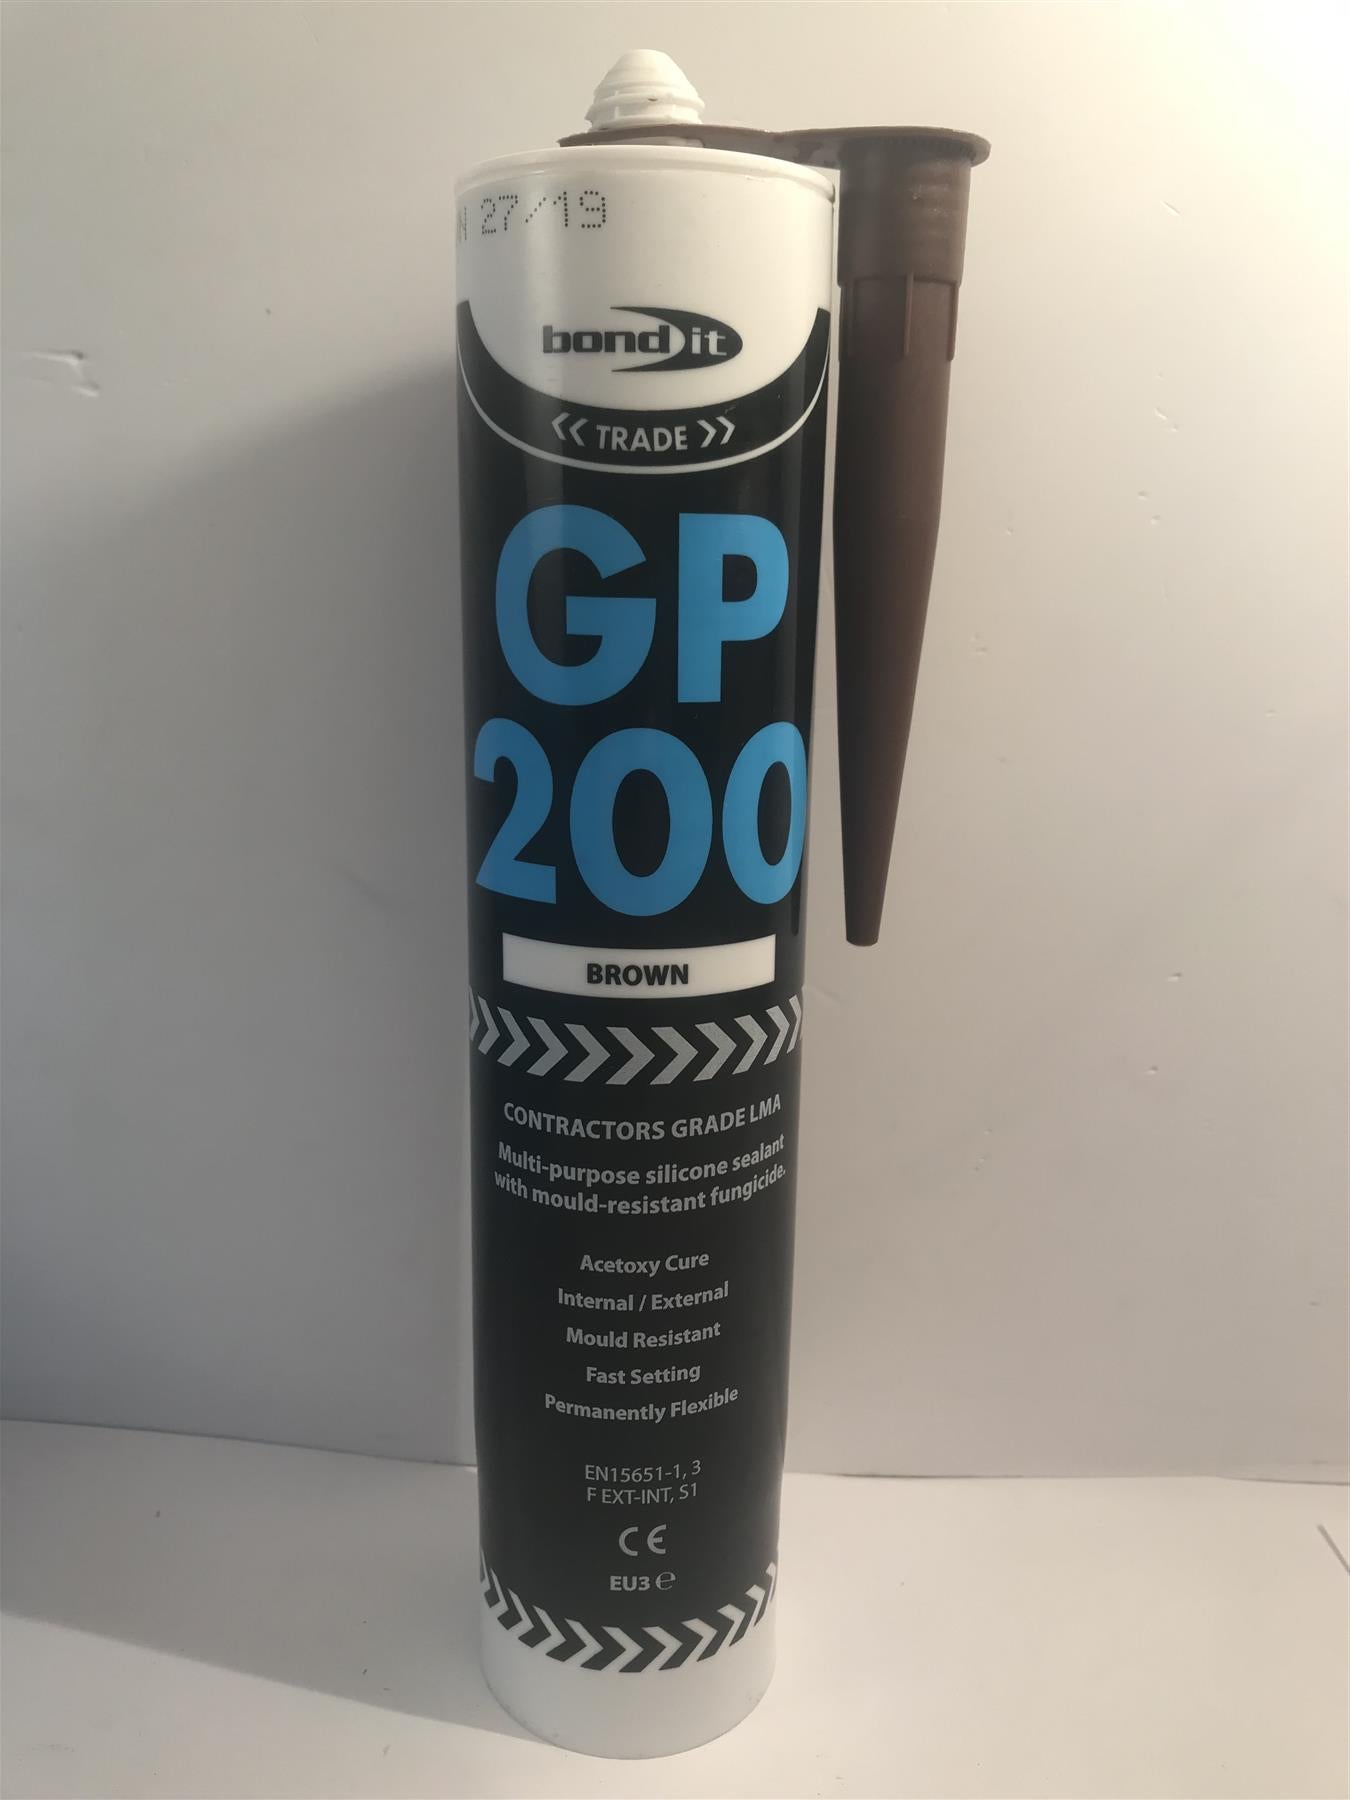 27/19
bond it
<< TRADE >>
GP
200
BROWN
CONTRACTORS GRADE LMA
Multi-purpose silicone sealant
with mould-resistant fungicide.
Acetoxy Cure
Internal / External
Mould Resistant
Fast Setting
Permanently Flexible
EN15651-1, 3
F EXT-INT, S1
CE
EU3 ℮